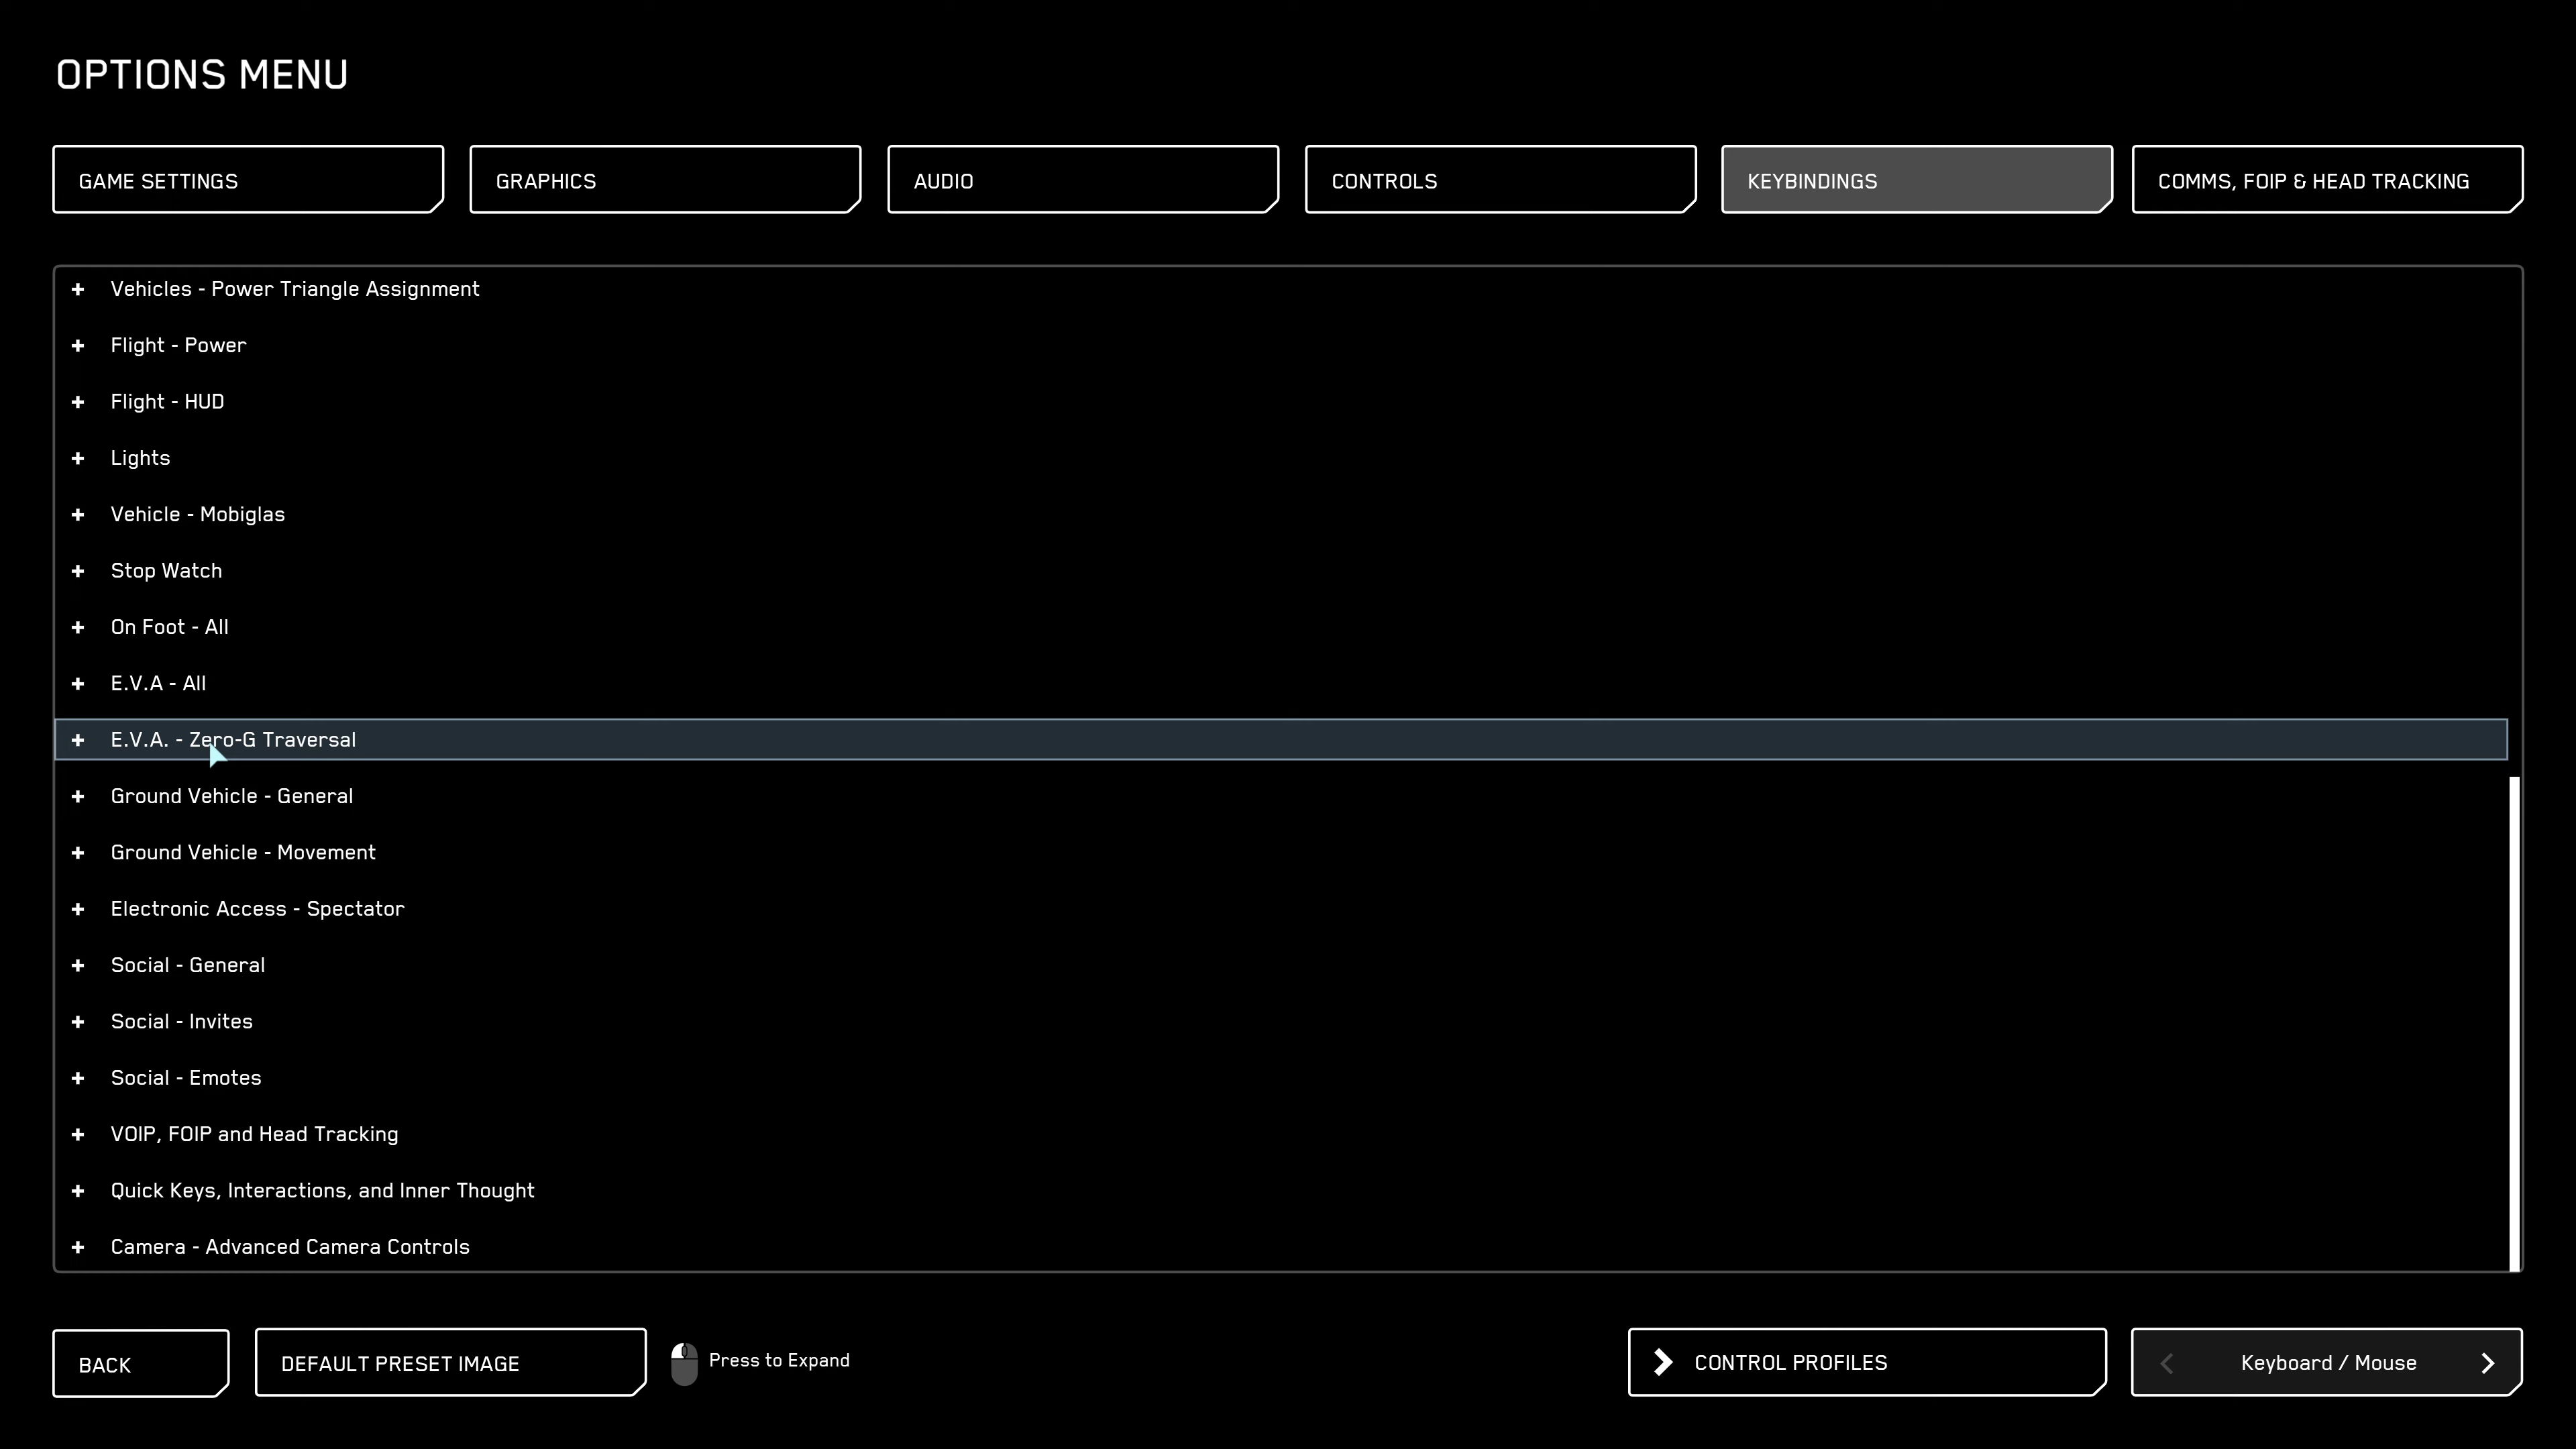 OPTIONS MENU
GAME SETTINGS
GRAPHICS
AUDIO
CONTROLS
KEYBINDINGS
COMMS, FOIP & HEAD TRACKING
+ Vehicles - Power Triangle Assignment
+ Flight - Power
+ Flight - HUD
+ Lights
+ Vehicle - Mobiglas
+ Stop Watch
+ On Foot - All
+ E.V.A - All
+ E.V.A. - Zero-G Traversal
+ Ground Vehicle - General
+ Ground Vehicle - Movement
+ Electronic Access - Spectator
+ Social - General
+ Social - Invites
+ Social - Emotes
+ VOIP, FOIP and Head Tracking
+ Quick Keys, Interactions, and Inner Thought
+ Camera - Advanced Camera Controls
BACK
DEFAULT PRESET IMAGE
Press to Expand
CONTROL PROFILES
Keyboard / Mouse